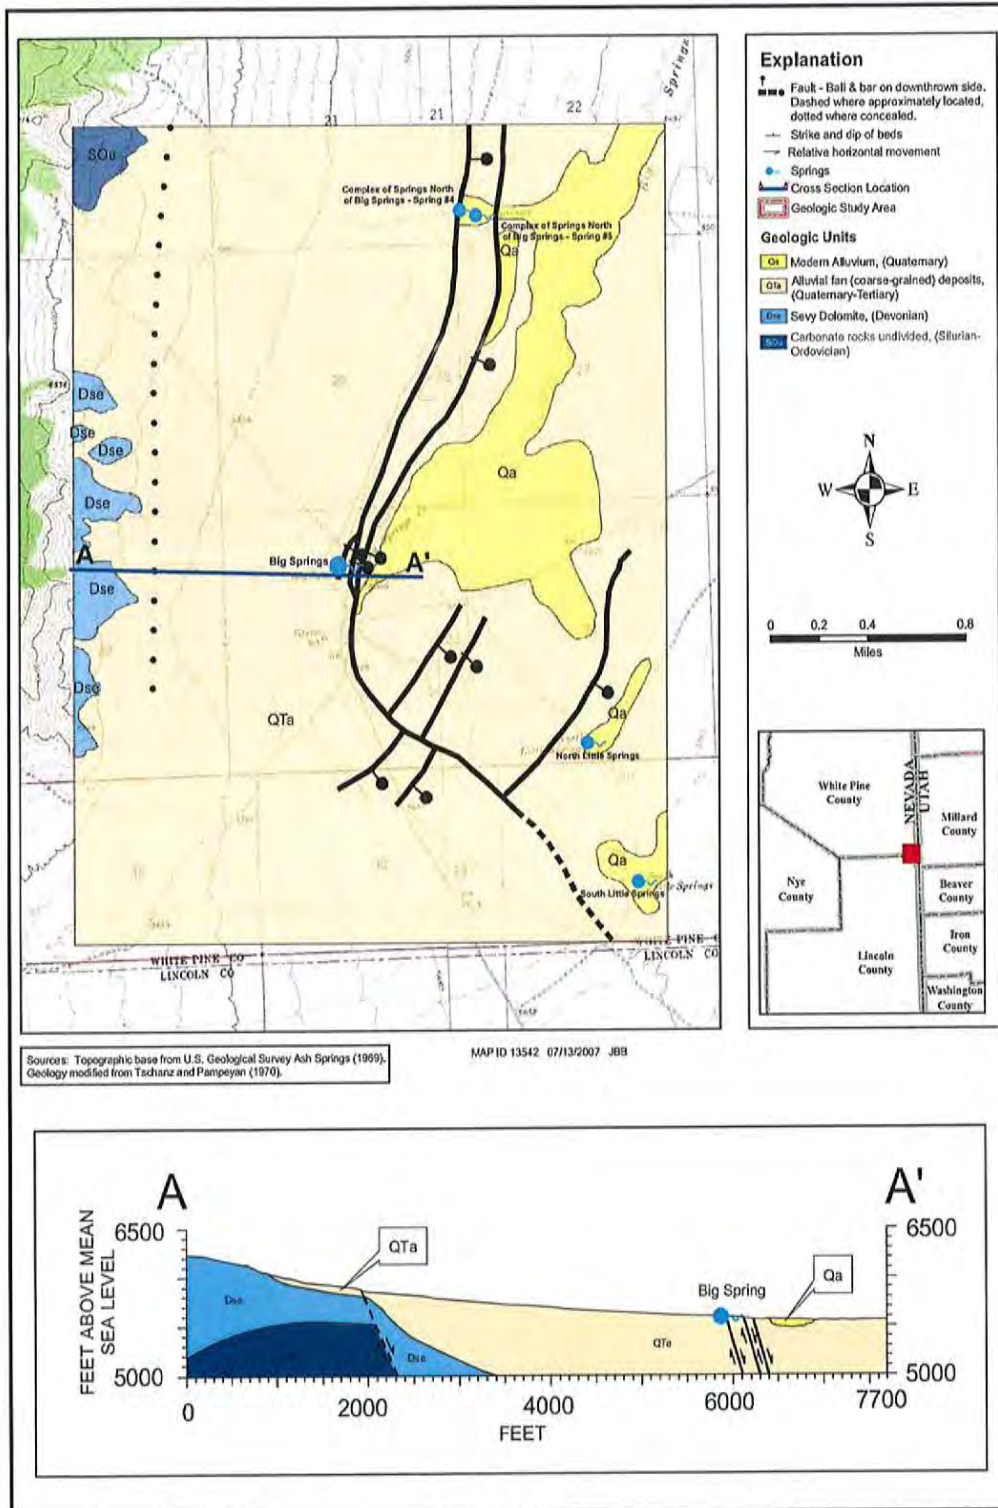 21
21
22
Springs
SOu
Complex of Springs North
of Big Springs - Spring #4
Complex of Springs North
of Big Springs - Spring #5
Qa
Dse
Dse
Dse
Dse
Qa
Big Springs
A
A'
Dse
Dse
QTa
Qa
North Little Springs
Qa
South Little Springs
WHITE PINE CO
LINCOLN CO
WHITE PINE C
LINCOLN CO
Explanation
Fault - Ball & bar on downthrown side.
Dashed where approximately located,
dotted where concealed.
Strike and dip of beds
Relative horizontal movement
Springs
Cross Section Location
Geologic Study Area
Geologic Units
Qa Modern Alluvium, (Quaternary)
QTa Alluvial fan (coarse-grained) deposits,
(Quaternary-Tertiary)
Dse Sevy Dolomite, (Devonian)
SOu Carbonate rocks undivided, (Silurian-
Ordovician)
N
W E
S
0 0.2 0.4 0.8
Miles
White Pine
County
NEVADA
UTAH
Millard
County
Nye
County
Beaver
County
Iron
County
Lincoln
County
Washington
County
Sources: Topographic base from U.S. Geological Survey Ash Springs (1969).
Geology modified from Tschanz and Pampeyan (1970).
MAP ID 13542 07/13/2007 JBB
A
A'
FEET ABOVE MEAN
SEA LEVEL
6500
5000
QTa
Dse
Dse
QTa
Big Spring
Qa
6500
5000
0 2000 4000 6000 7700
FEET